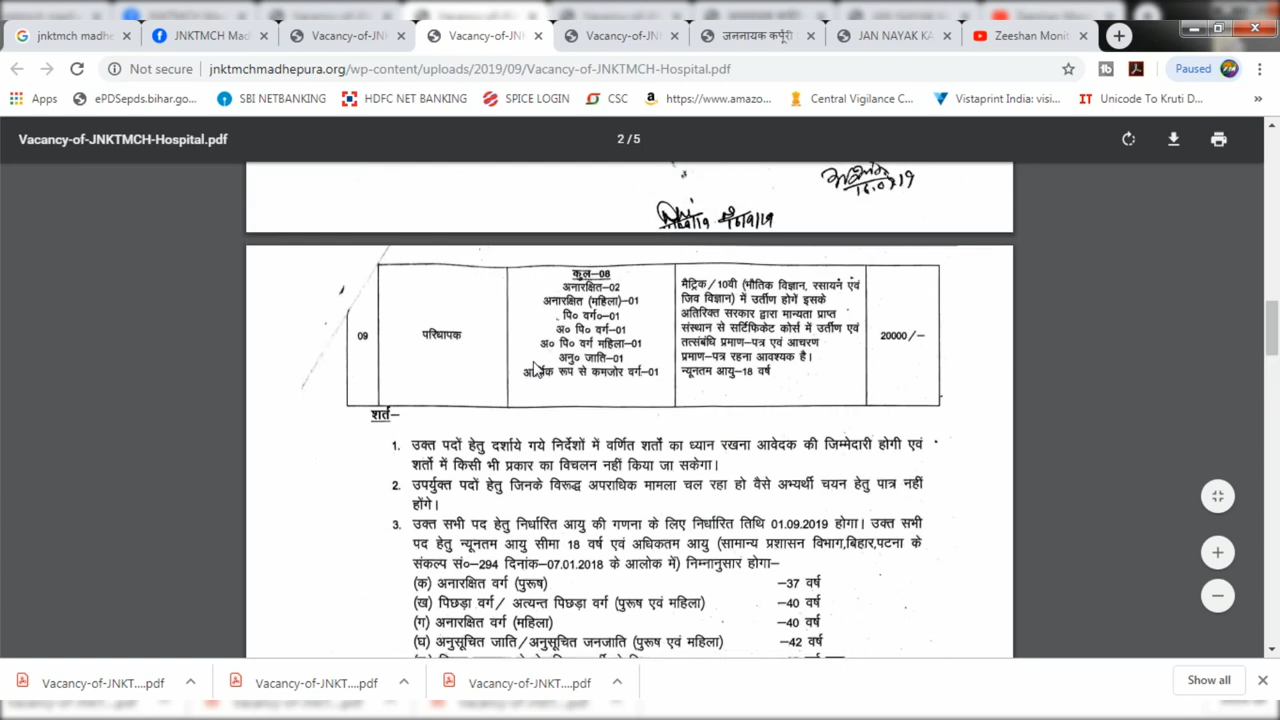 jnktmch madhe
JNKTMCH Mad
Vacancy-of-JN
Vacancy-of-JN
Vacancy-of-JN
जननायक कर्पूरी
JAN NAYAK KA
Zeeshan Monit
Not secure
jnktmchmadhepura.org/wp-content/uploads/2019/09/Vacancy-of-JNKTMCH-Hospital.pdf
Paused
Apps
ePDSepds.bihar.go...
SBI NETBANKING
HDFC NET BANKING
SPICE LOGIN
CSC
https://www.amazo...
Central Vigilance C...
Vistaprint India: visi...
IT Unicode To Kruti D...
Vacancy-of-JNKTMCH-Hospital.pdf
2 / 5
09
परिधापक
कुल–08
अनारक्षित–02
अनारक्षित (महिला)–01
पि० वर्ग०–01
अ० पि० वर्ग–01
अ० पि० वर्ग महिला–01
अनु० जाति–01
रूप से कमजोर वर्ग–01
मैट्रिक/10वी (भौतिक विज्ञान, रसायन एवं
जिव विज्ञान) में उर्तीण होगें इसके
अतिरिक्त सरकार द्वारा मान्यता प्राप्त
संस्थान से सर्टिफिकेट कोर्स में उर्तीण एवं
तत्संबंधि प्रमाण–पत्र एवं आचरण
प्रमाण–पत्र रहना आवश्यक है।
न्यूनतम आयु–18 वर्ष
20000/–
शर्त–
1. उक्त पदों हेतु दर्शाये गये निर्देशों में वर्णित शर्तो का ध्यान रखना आवेदक की जिम्मेदारी होगी एवं
शर्तो में किसी भी प्रकार का विचलन नहीं किया जा सकेगा।
2. उपर्युक्त पदों हेतु जिनके विरूद्ध अपराधिक मामला चल रहा हो वैसे अभ्यर्थी चयन हेतु पात्र नहीं
होंगे।
3. उक्त सभी पद हेतु निर्धारित आयु की गणना के लिए निर्धारित तिथि 01.09.2019 होगा। उक्त सभी
पद हेतु न्यूनतम आयु सीमा 18 वर्ष एवं अधिकतम आयु (सामान्य प्रशासन विभाग,बिहार,पटना के
संकल्प सं०–294 दिनांक–07.01.2018 के आलोक में) निम्नानुसार होगा–
(क) अनारक्षित वर्ग (पुरूष) –37 वर्ष
(ख) पिछड़ा वर्ग/ अत्यन्त पिछड़ा वर्ग (पुरूष एवं महिला) –40 वर्ष
(ग) अनारक्षित वर्ग (महिला) –40 वर्ष
(घ) अनुसूचित जाति/अनुसूचित जनजाति (पुरूष एवं महिला) –42 वर्ष
Vacancy-of-JNKT....pdf
Vacancy-of-JNKT....pdf
Vacancy-of-JNKT....pdf
Show all